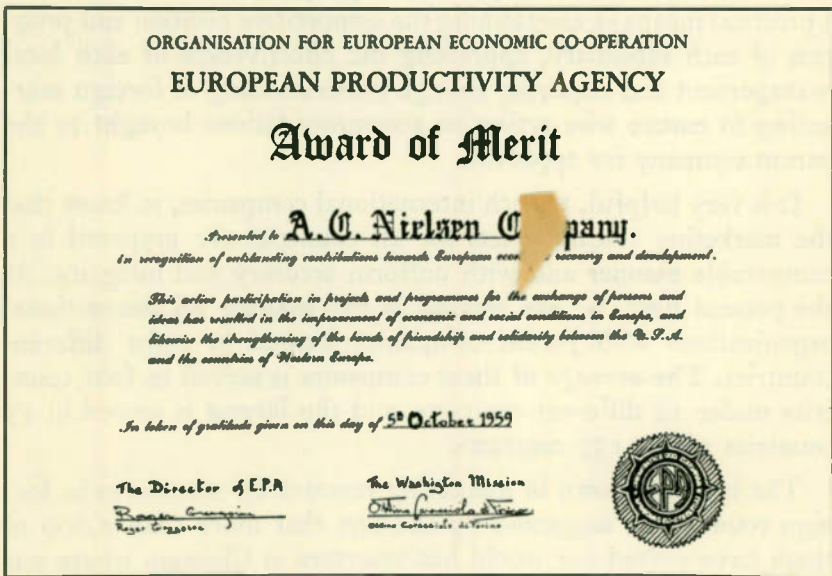 ORGANISATION FOR EUROPEAN ECONOMIC CO-OPERATION
EUROPEAN PRODUCTIVITY AGENCY
Award of Merit
Presented to A. C. Nielsen C pany.
in recognition of outstanding contributions towards European recovery and development.
This active participation in projects and programmes for the exchange of persons
ideas has resulted in the improvement of economic and social conditions in Europe, and
likewise the strengthening of the bonds of friendship and solidarity between the U.S.A.
and the countries of Western Europe.
In token of gratitude given on this day of 5th October 1959
The Director of E.P.A
The Washington Mission
EPA